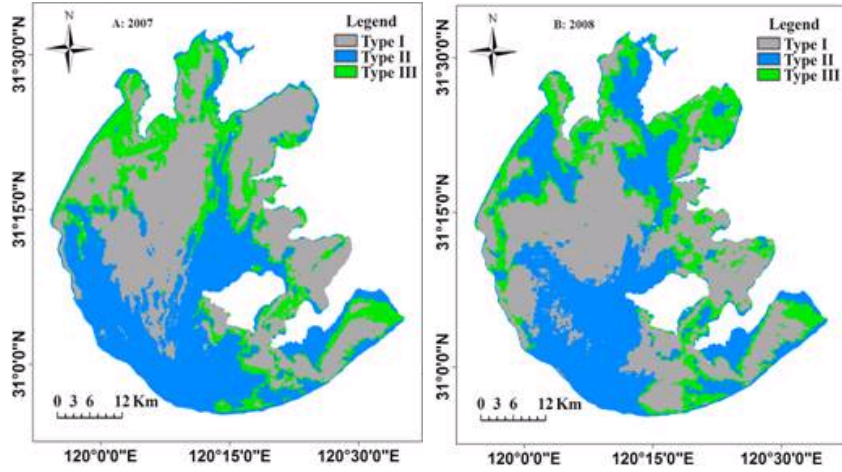 A: 2007
Legend
Type I
Type II
Type III
N
31°30'0"N
31°15'0"N
31°0'0"N
0 3 6 12 Km
120°0'0"E 120°15'0"E 120°30'0"E
B: 2008
Legend
Type I
Type II
Type III
N
31°30'0"N
31°15'0"N
31°0'0"N
0 3 6 12 Km
120°0'0"E 120°15'0"E 120°30'0"E